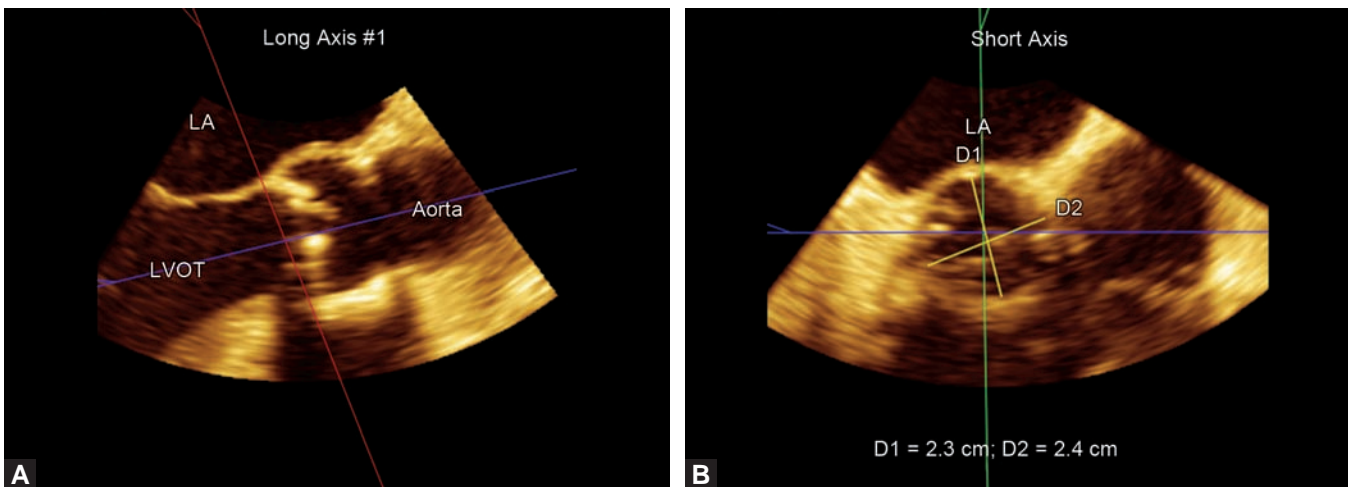 Long Axis #1
LA
Aorta
LVOT
A
Short Axis
LA
D1
D2
D1 = 2.3 cm; D2 = 2.4 cm
B